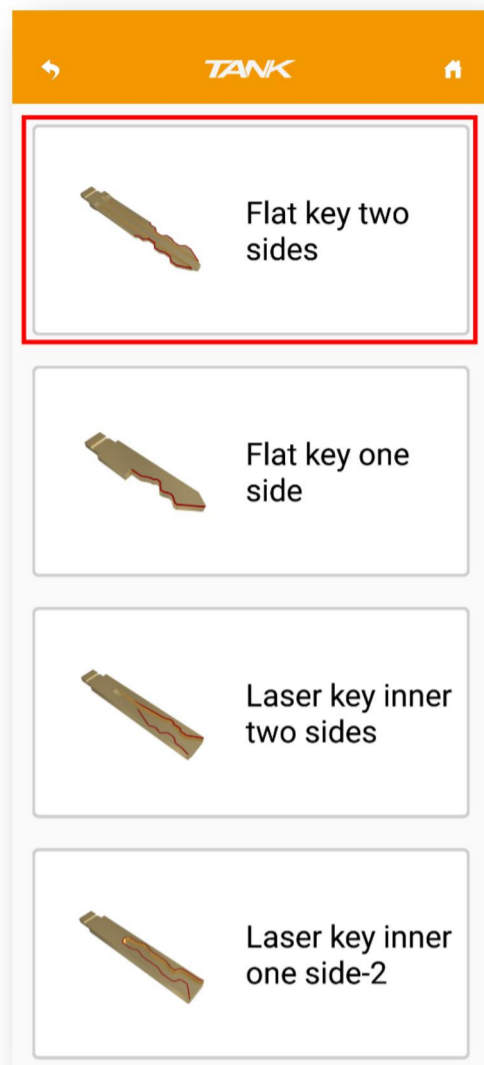 TANK
Flat key two
sides
Flat key one
side
Laser key inner
two sides
Laser key inner
one side-2